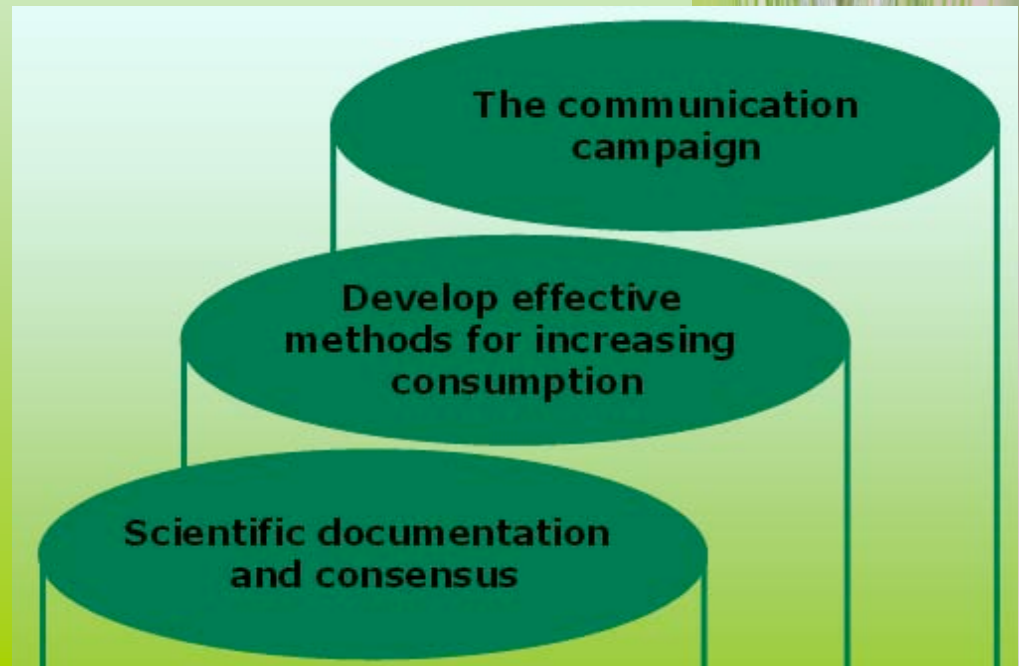 The communication
campaign
Develop effective
methods for increasing
consumption
Scientific documentation
and consensus